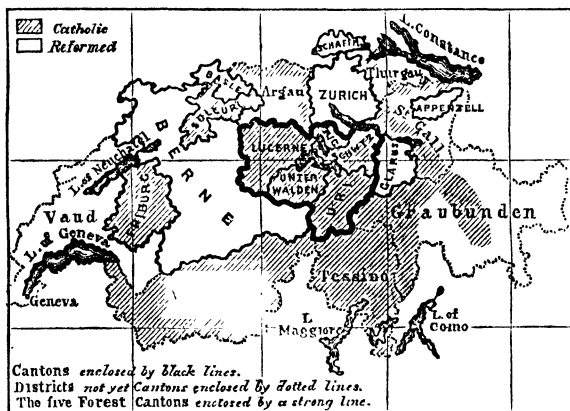 Catholic
Reformed
SCHAFFH.
L. Constance
Thurgau
BASLE
Argau
ZURICH
APPENZELL
St Gall
SOLEUR
BERNE
LUCERNE
ZUG
SCHWYZ
GLARUS
L. of Neuchatel
UNTER
WALDEN
URI
Graubunden
FRIBURG
Vaud
L. of Geneva
Geneva
Tessino
L.
Maggiore
L. of
Como
Cantons enclosed by black lines.
Districts not yet Cantons enclosed by dotted lines.
The five Forest Cantons enclosed by a strong line.